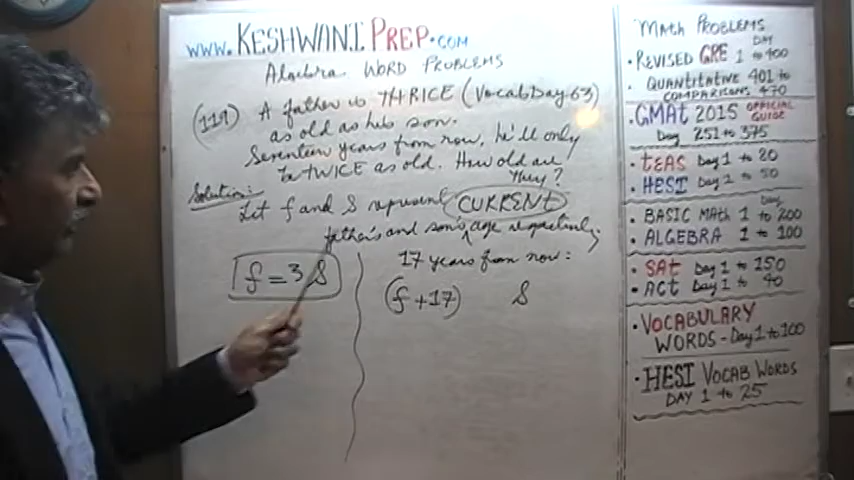 www.KESHWANIPREP.COM
Algebra WORD PROBLEMS
(119) A father is THRICE (Vocab Day 63)
as old as his son.
Seventeen years from now, he'll only
be TWICE as old. How old are
they?
Solution:
Let f and S represent CURRENT
father's and son's ^ age respectively
f = 3 S
17 years from now:
(f + 17) S
Math PROBLEMS
DAY
• REVISED GRE 1 to 400
• QUANTITATIVE 401 to
COMPARISONS 470
• GMAT 2015 OFFICIAL
GUIDE
Day 251 to 375
• TEAS Day 1 to 20
• HESI Day 1 to 50
Day
• BASIC Math 1 to 200
• ALGEBRA 1 to 100
• SAT Day 1 to 150
• ACT Day 1 to 40
• VOCABULARY
WORDS - Day 1 to 100
• HESI VOCAB WORDS
DAY 1 to 25